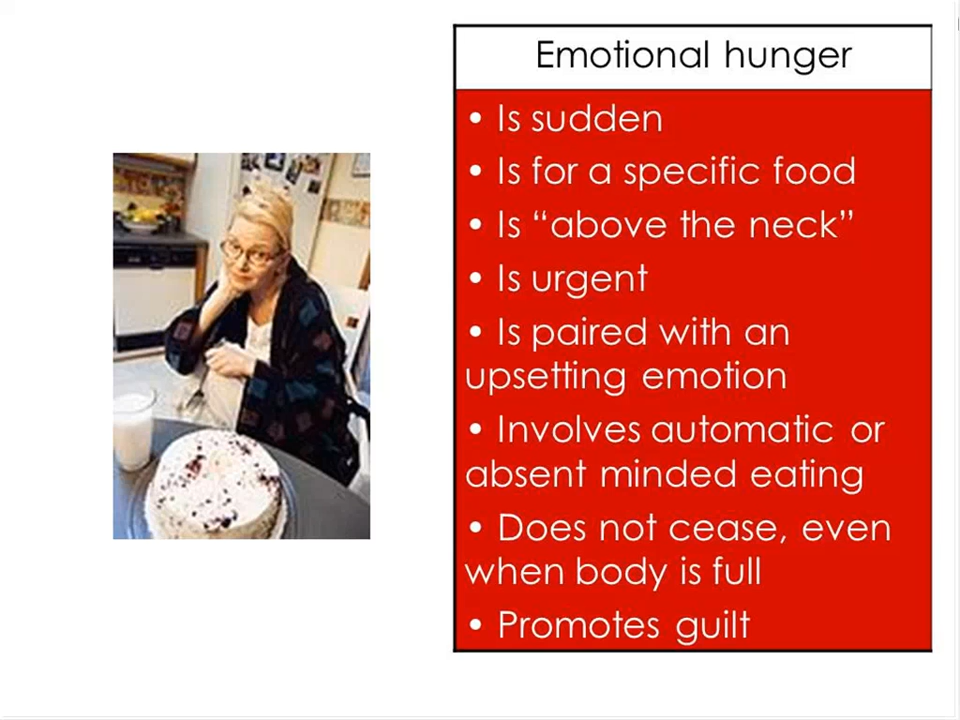 Emotional hunger
• Is sudden
• Is for a specific food
• Is “above the neck”
• Is urgent
• Is paired with an
upsetting emotion
• Involves automatic or
absent minded eating
• Does not cease, even
when body is full
• Promotes guilt